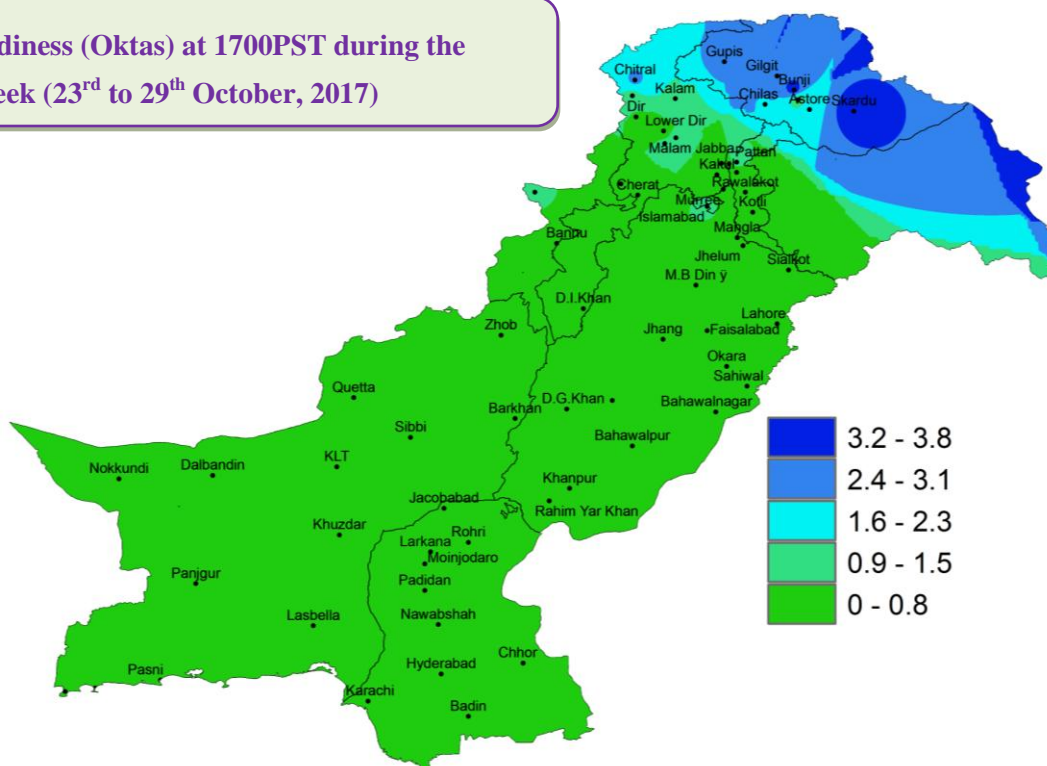 diness (Oktas) at 1700PST during the
eek (23rd to 29th October, 2017)
Gupis
Gilgit
Chitral
Bunji
Kalam
Chilas
Astore
Skardu
Dir
Lower Dir
Malam Jabba
Pattan
Kakul
Cherat
Rawalakot
Murree
Kotli
Islamabad
Mangla
Bannu
Jhelum
Sialkot
M.B Din ÿ
D.I.Khan
Zhob
Lahore
Jhang
Faisalabad
Okara
Sahiwal
Quetta
D.G.Khan
Bahawalnagar
Barkhan
Sibbi
Bahawalpur
Nokkundi
Dalbandin
KLT
Khanpur
Jacobabad
Rahim Yar Khan
Khuzdar
Rohri
Larkana
Moinjodaro
Panjgur
Padidan
Lasbella
Nawabshah
Chhor
Pasni
Hyderabad
Karachi
Badin
3.2 - 3.8
2.4 - 3.1
1.6 - 2.3
0.9 - 1.5
0 - 0.8